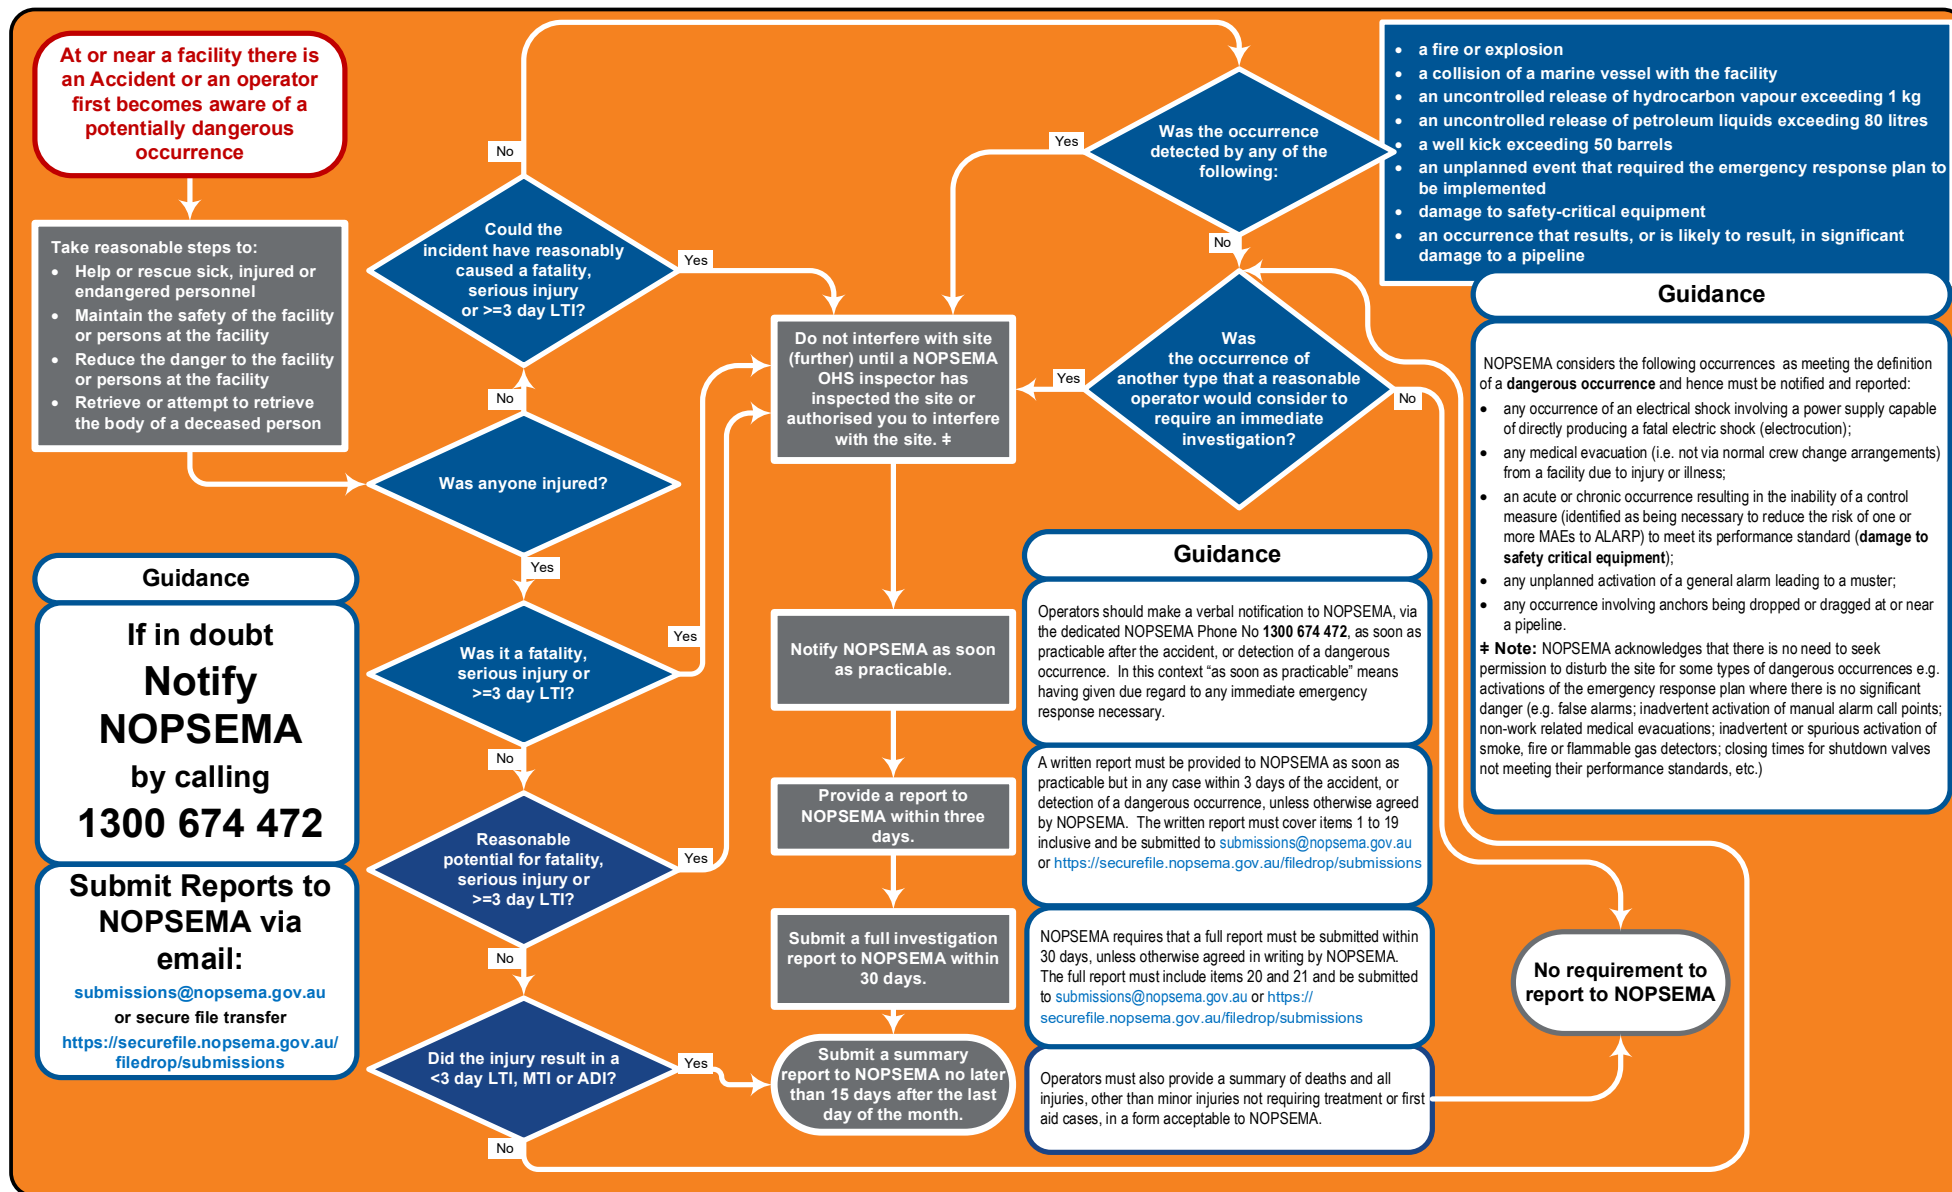 At or near a facility there is
an Accident or an operator
first becomes aware of a
potentially dangerous
occurrence
Take reasonable steps to:
• Help or rescue sick, injured or
endangered personnel
• Maintain the safety of the facility
or persons at the facility
• Reduce the danger to the facility
or persons at the facility
• Retrieve or attempt to retrieve
the body of a deceased person
Guidance
If in doubt
Notify
NOPSEMA
by calling
1300 674 472
Submit Reports to
NOPSEMA via
email:
submissions@nopsema.gov.au
or secure file transfer
https://securefile.nopsema.gov.au/
filedrop/submissions
No
Could the
incident have reasonably
caused a fatality,
serious injury
or >=3 day LTI?
Yes
No
Was anyone injured?
Yes
Was it a fatality,
serious injury or
>=3 day LTI?
Yes
No
Reasonable
potential for fatality,
serious injury or
>=3 day LTI?
Yes
No
Did the injury result in a
<3 day LTI, MTI or ADI?
Yes
No
Do not interfere with site
(further) until a NOPSEMA
OHS inspector has
inspected the site or
authorised you to interfere
with the site. ǂ
Notify NOPSEMA as soon
as practicable.
Provide a report to
NOPSEMA within three
days.
Submit a full investigation
report to NOPSEMA within
30 days.
Submit a summary
report to NOPSEMA no later
than 15 days after the last
day of the month.
Yes
Was the occurrence
detected by any of the
following:
No
• a fire or explosion
• a collision of a marine vessel with the facility
• an uncontrolled release of hydrocarbon vapour exceeding 1 kg
• an uncontrolled release of petroleum liquids exceeding 80 litres
• a well kick exceeding 50 barrels
• an unplanned event that required the emergency response plan to
be implemented
• damage to safety-critical equipment
• an occurrence that results, or is likely to result, in significant
damage to a pipeline
Yes
Was
the occurrence of
another type that a reasonable
operator would consider to
require an immediate
investigation?
No
Guidance
Operators should make a verbal notification to NOPSEMA, via
the dedicated NOPSEMA Phone No 1300 674 472, as soon as
practicable after the accident, or detection of a dangerous
occurrence. In this context “as soon as practicable” means
having given due regard to any immediate emergency
response necessary.
A written report must be provided to NOPSEMA as soon as
practicable but in any case within 3 days of the accident, or
detection of a dangerous occurrence, unless otherwise agreed
by NOPSEMA. The written report must cover items 1 to 19
inclusive and be submitted to submissions@nopsema.gov.au
or https://securefile.nopsema.gov.au/filedrop/submissions
NOPSEMA requires that a full report must be submitted within
30 days, unless otherwise agreed in writing by NOPSEMA.
The full report must include items 20 and 21 and be submitted
to submissions@nopsema.gov.au or https://
securefile.nopsema.gov.au/filedrop/submissions
Operators must also provide a summary of deaths and all
injuries, other than minor injuries not requiring treatment or first
aid cases, in a form acceptable to NOPSEMA.
Guidance
NOPSEMA considers the following occurrences as meeting the definition
of a dangerous occurrence and hence must be notified and reported:
• any occurrence of an electrical shock involving a power supply capable
of directly producing a fatal electric shock (electrocution);
• any medical evacuation (i.e. not via normal crew change arrangements)
from a facility due to injury or illness;
• an acute or chronic occurrence resulting in the inability of a control
measure (identified as being necessary to reduce the risk of one or
more MAEs to ALARP) to meet its performance standard (damage to
safety critical equipment);
• any unplanned activation of a general alarm leading to a muster;
• any occurrence involving anchors being dropped or dragged at or near
a pipeline.
ǂ Note: NOPSEMA acknowledges that there is no need to seek
permission to disturb the site for some types of dangerous occurrences e.g.
activations of the emergency response plan where there is no significant
danger (e.g. false alarms; inadvertent activation of manual alarm call points;
non-work related medical evacuations; inadvertent or spurious activation of
smoke, fire or flammable gas detectors; closing times for shutdown valves
not meeting their performance standards, etc.)
No requirement to
report to NOPSEMA